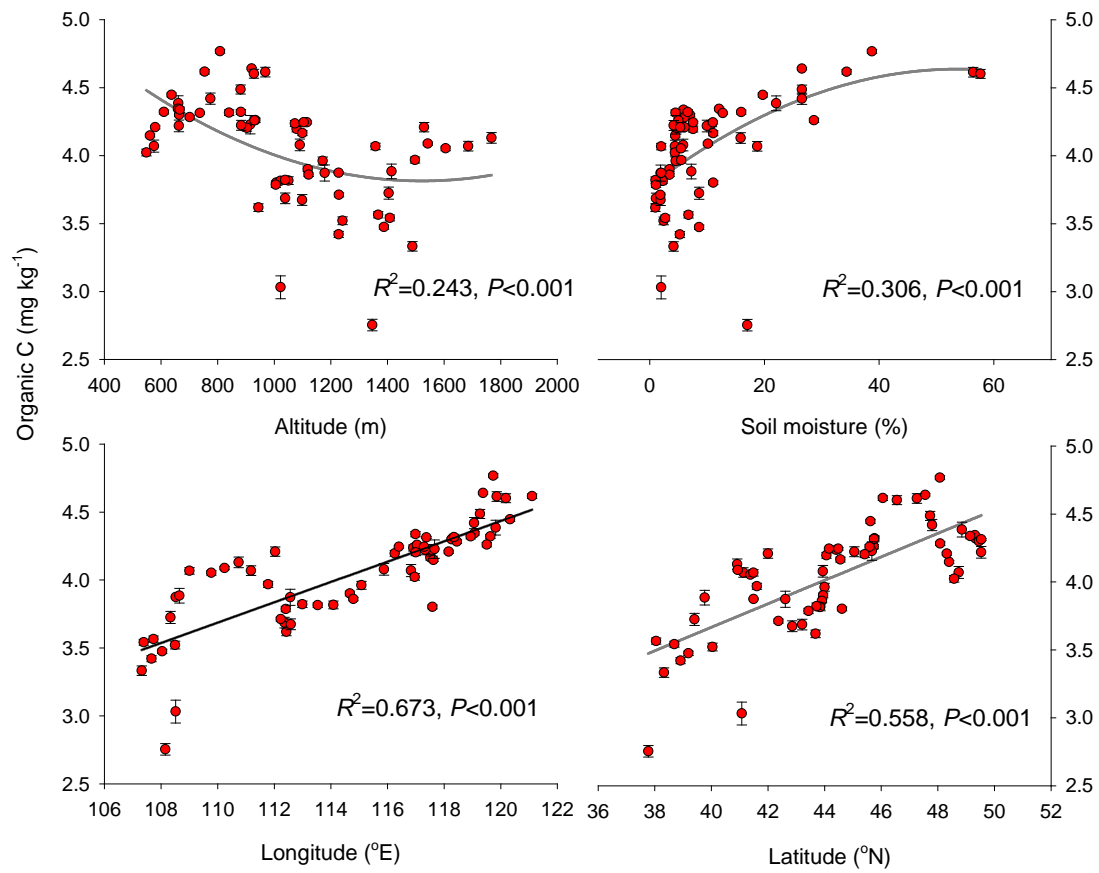 Organic C (mg kg⁻¹)
5.0
4.5
4.0
3.5
3.0
2.5
R²=0.243, P<0.001
400 600 800 1000 1200 1400 1600 1800 2000
Altitude (m)
5.0
4.5
4.0
3.5
3.0
2.5
R²=0.306, P<0.001
0 20 40 60
Soil moisture (%)
5.0
4.5
4.0
3.5
3.0
2.5
R²=0.673, P<0.001
106 108 110 112 114 116 118 120 122
Longitude (°E)
5.0
4.5
4.0
3.5
3.0
2.5
R²=0.558, P<0.001
36 38 40 42 44 46 48 50 52
Latitude (°N)